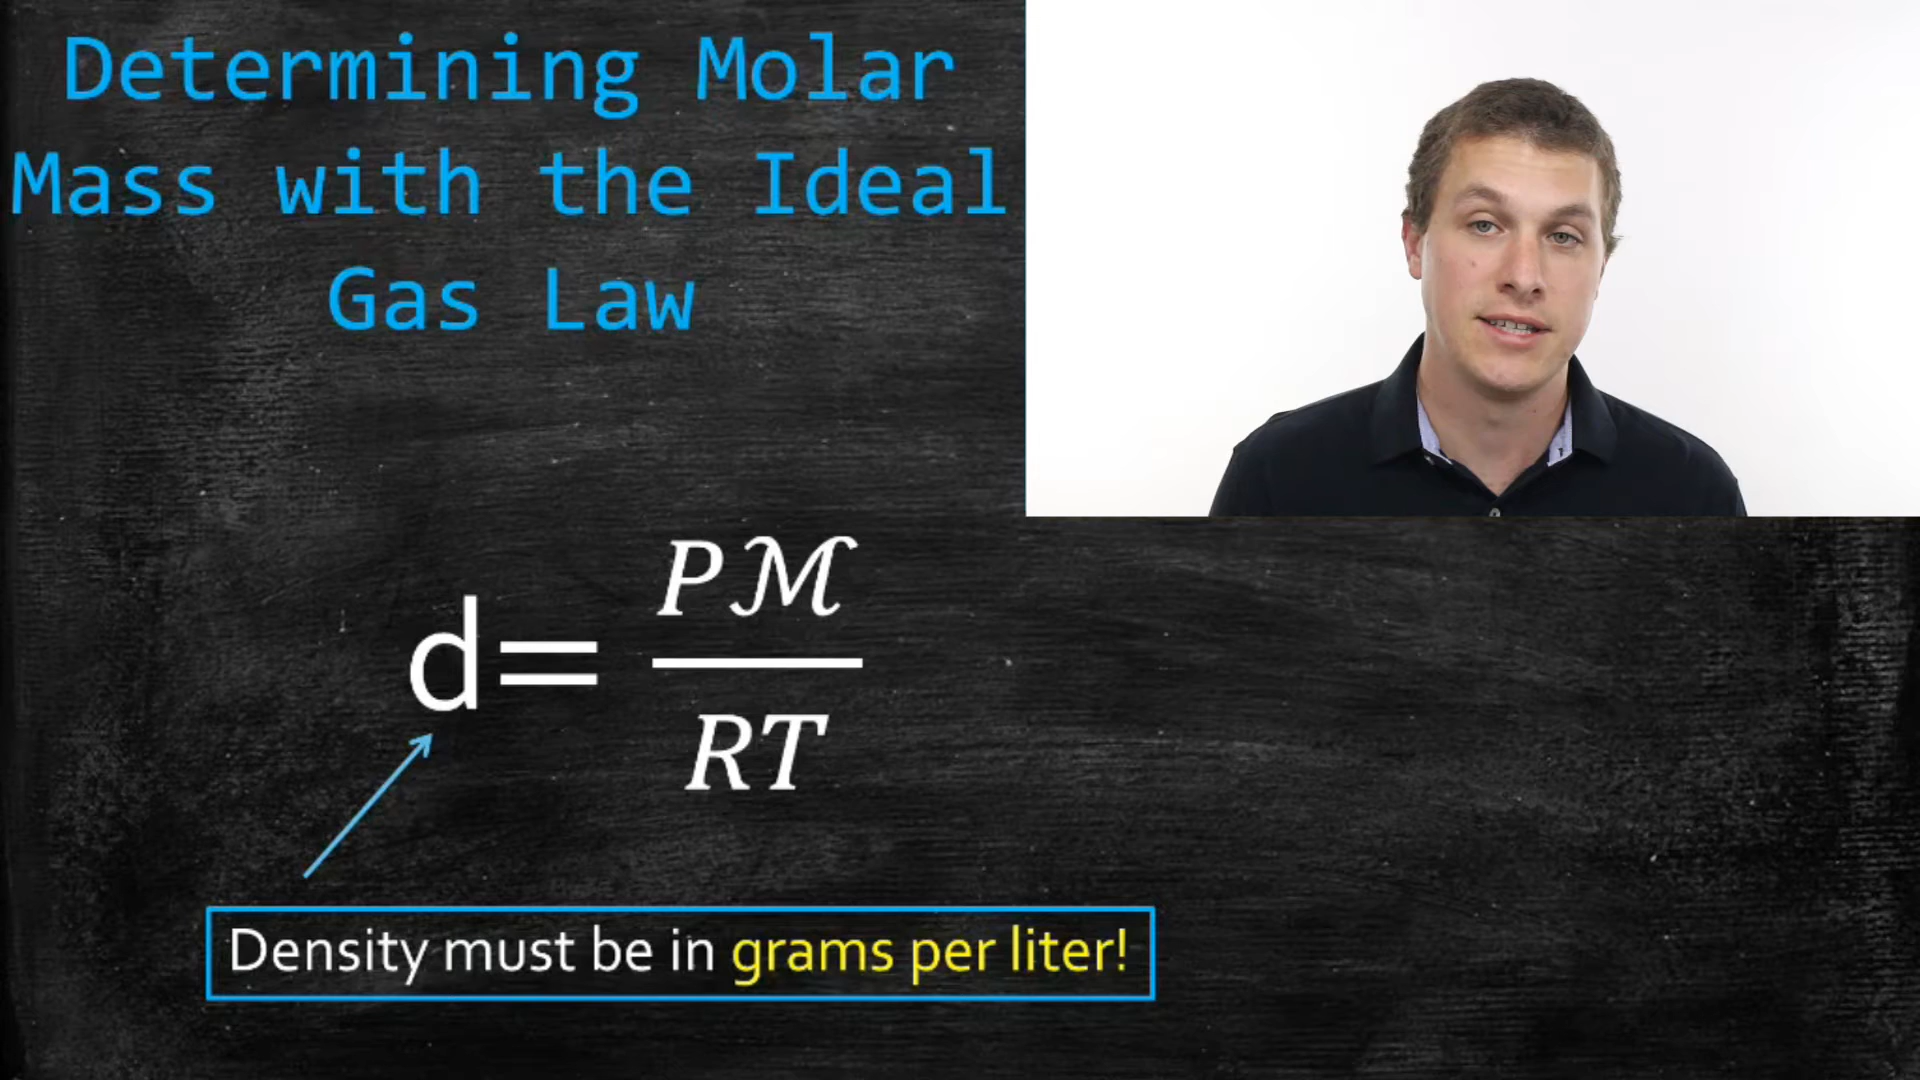 Determining Molar
Mass with the Ideal
Gas Law
d= Pℳ
RT
Density must be in grams per liter!